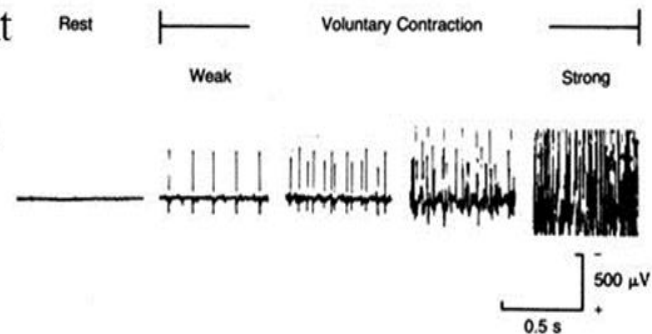 t
Rest
Voluntary Contraction
Weak
Strong
−
500 µV
+
0.5 s